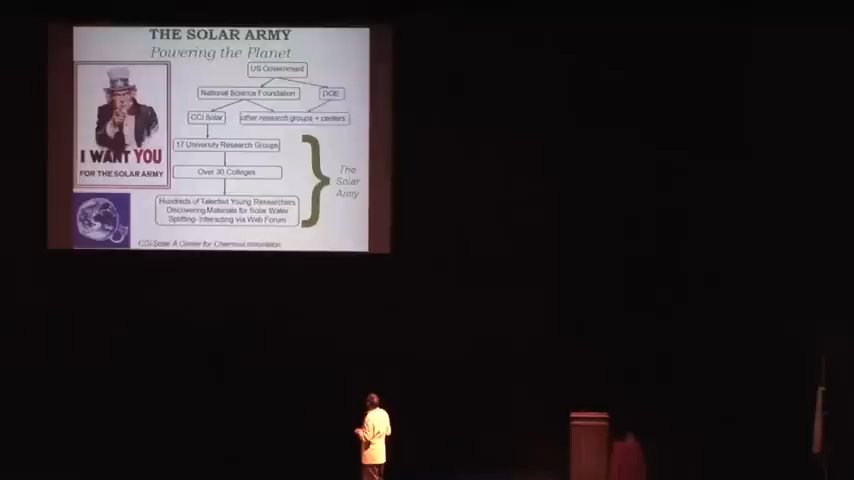 THE SOLAR ARMY
Powering the Planet
US Government
National Science Foundation
DOE
CCI Solar
other research groups + centers
I WANT YOU
FOR THE SOLAR ARMY
17 University Research Groups
Over 30 Colleges
Hundreds of Talented Young Researchers
Discovering Materials for Solar Water
Splitting- Interacting via Web Forum
The
Solar
Army
CCI Solar A Center for Chemical Innovation